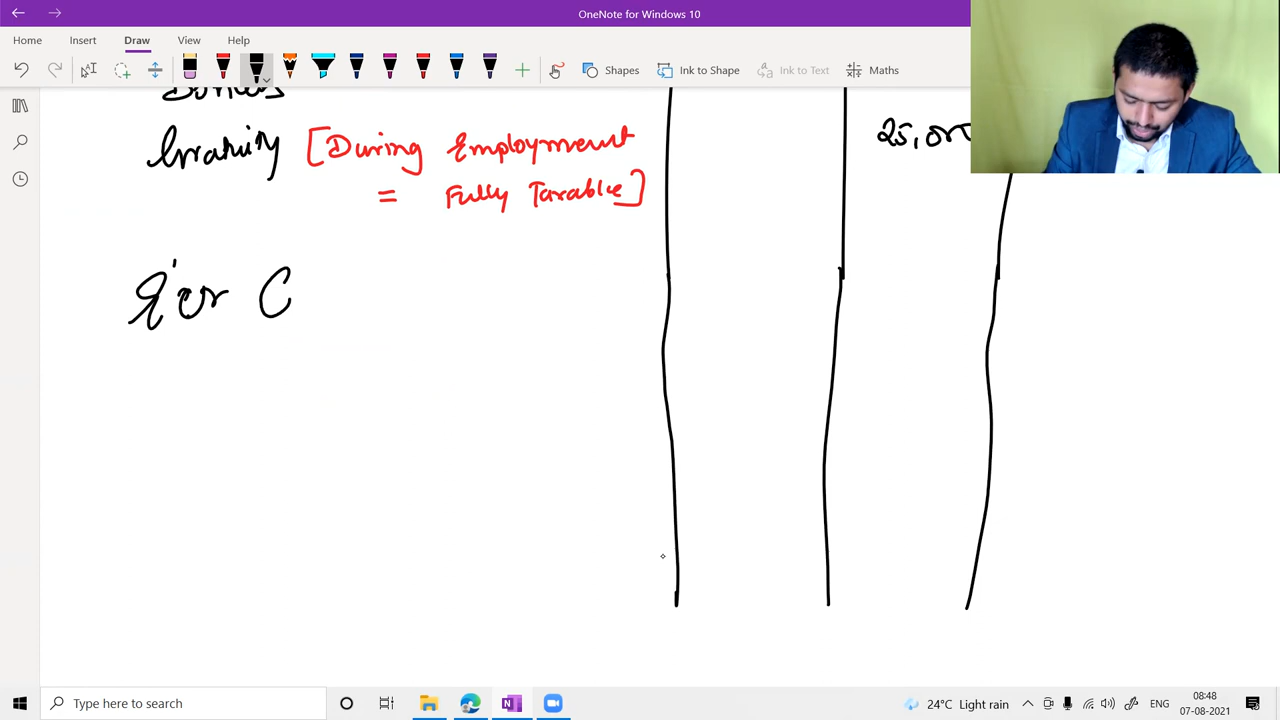 OneNote for Windows 10
Home Insert Draw View Help
Shapes Ink to Shape Ink to Text Maths
Bonus
Gratuity [During Employment
= Fully Taxable]
25,000
C
Type here to search
24°C Light rain ENG 08:48
07-08-2021